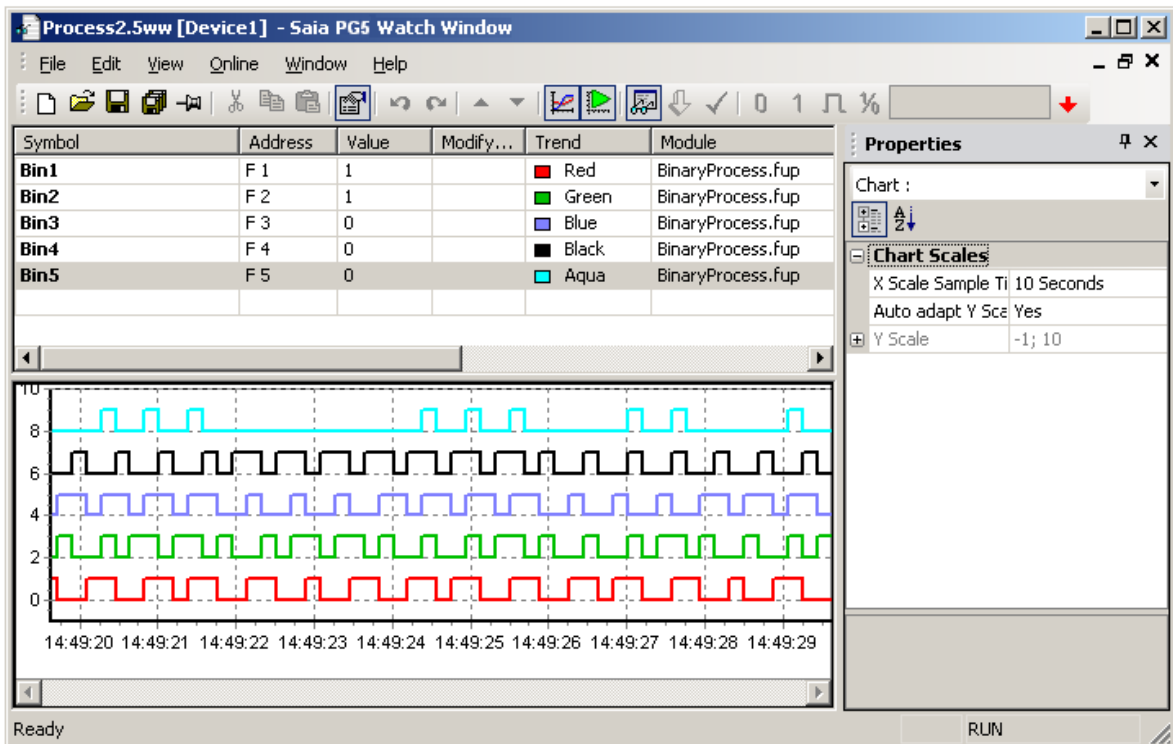 Process2.5ww [Device1] - Saia PG5 Watch Window
File Edit View Online Window Help
0 1
Symbol Address Value Modify... Trend Module
Bin1 F 1 1 Red BinaryProcess.fup
Bin2 F 2 1 Green BinaryProcess.fup
Bin3 F 3 0 Blue BinaryProcess.fup
Bin4 F 4 0 Black BinaryProcess.fup
Bin5 F 5 0 Aqua BinaryProcess.fup
Properties
Chart :
Chart Scales
X Scale Sample Ti 10 Seconds
Auto adapt Y Sca Yes
Y Scale -1; 10
10
8
6
4
2
0
14:49:20 14:49:21 14:49:22 14:49:23 14:49:24 14:49:25 14:49:26 14:49:27 14:49:28 14:49:29
Ready RUN